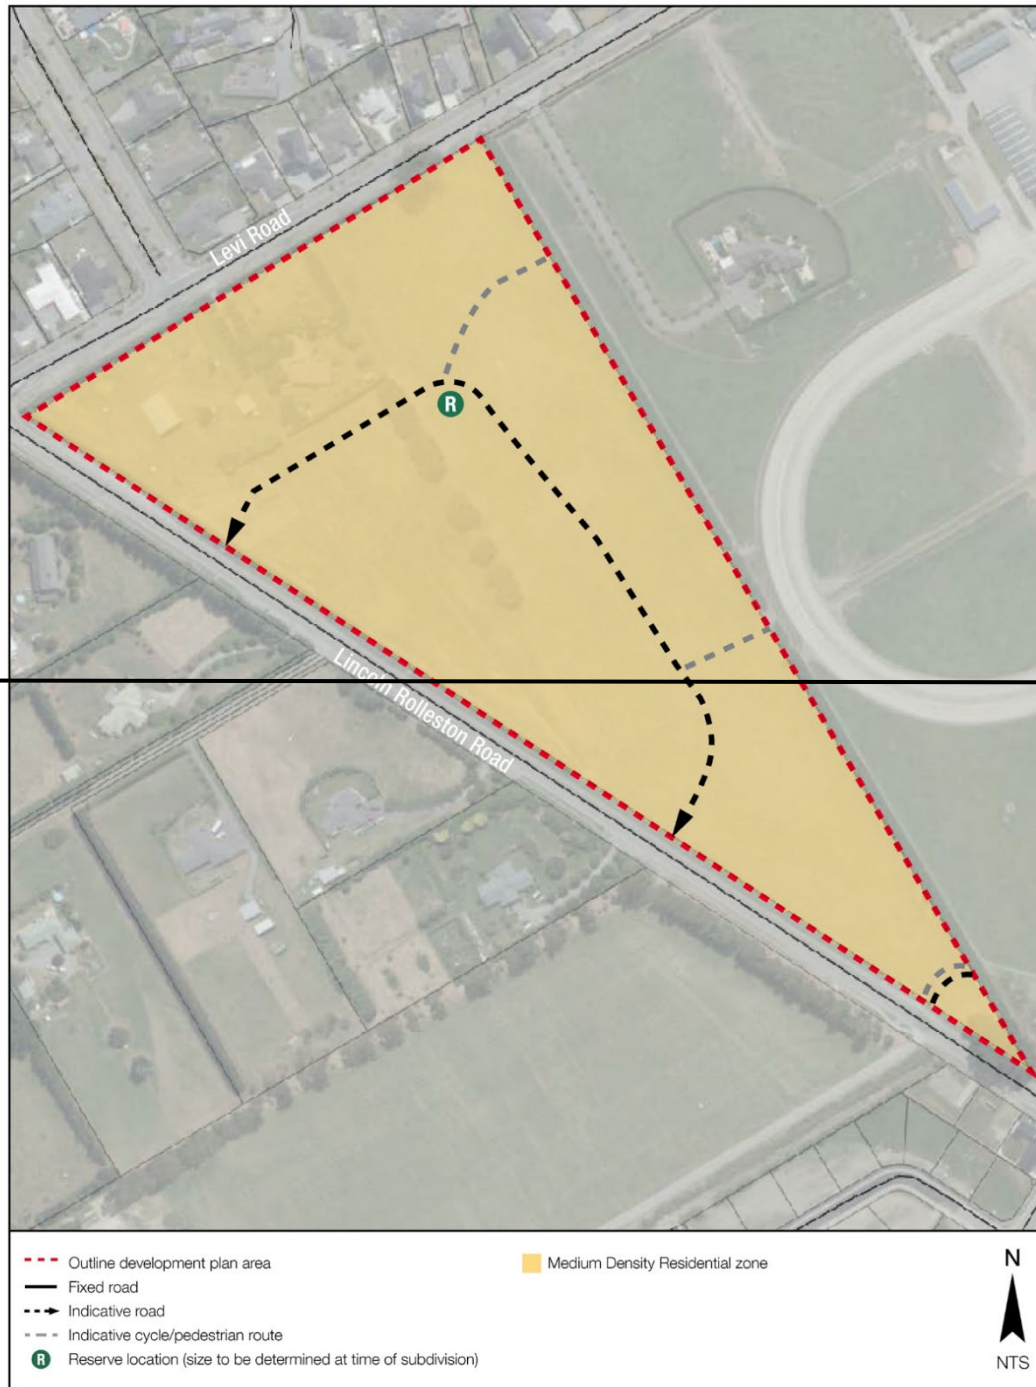 Levi Road
R
Lincoln Rolleston Road
Outline development plan area
Fixed road
Indicative road
Indicative cycle/pedestrian route
R Reserve location (size to be determined at time of subdivision)
Medium Density Residential zone
N
NTS